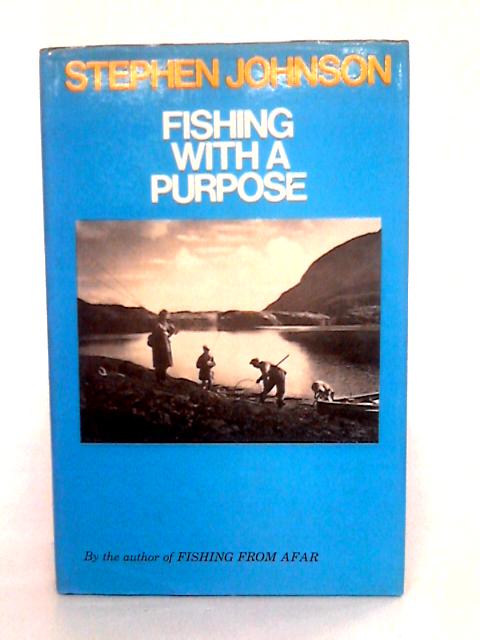 STEPHEN JOHNSON
FISHING
WITH A
PURPOSE
By the author of FISHING FROM AFAR